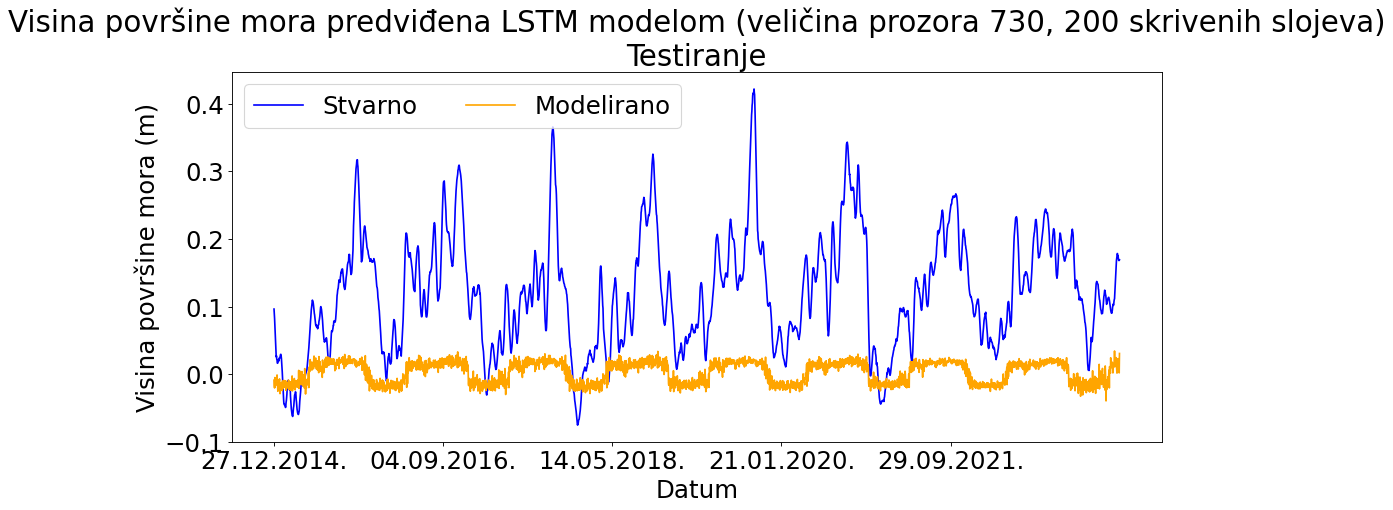 Visina površine mora predviđena LSTM modelom (veličina prozora 730, 200 skrivenih slojeva)
Testiranje
Stvarno
Modelirano
Visina površine mora (m)
0.4
0.3
0.2
0.1
0.0
−0.1
27.12.2014.
04.09.2016.
14.05.2018.
21.01.2020.
29.09.2021.
Datum